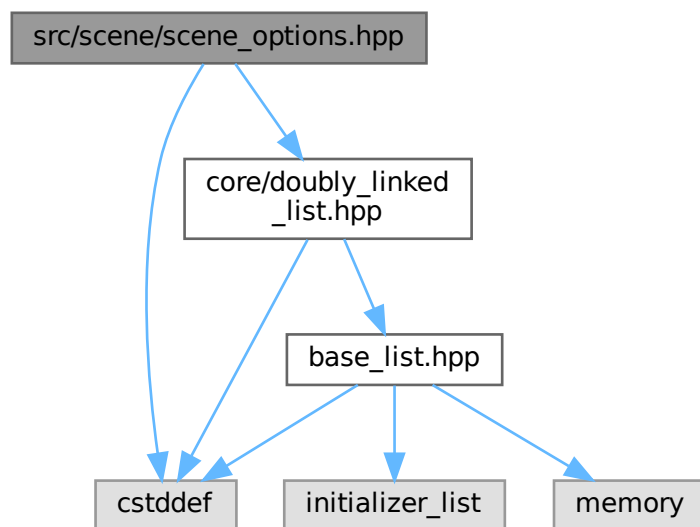 src/scene/scene_options.hpp
core/doubly_linked
_list.hpp
base_list.hpp
cstddef
initializer_list
memory